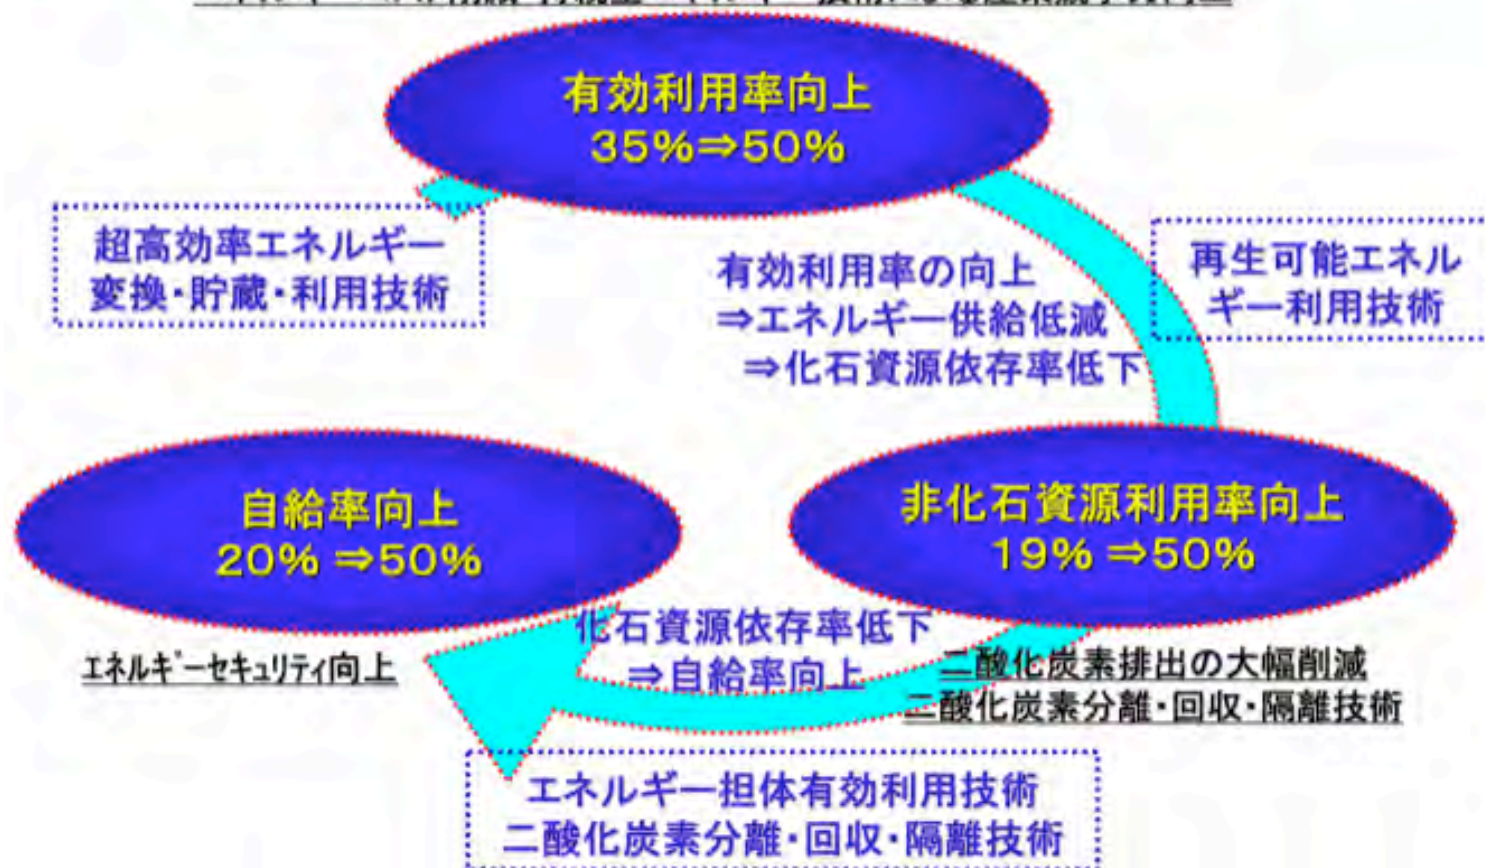 有効利用率向上
35%⇒50%
超高効率エネルギー
変換・貯蔵・利用技術
再生可能エネル
ギー利用技術
有効利用率の向上
⇒エネルギー供給低減
⇒化石資源依存率低下
自給率向上
20% ⇒50%
非化石資源利用率向上
19% ⇒50%
化石資源依存率低下
⇒自給率向上
エネルギーセキュリティ向上
二酸化炭素排出の大幅削減
二酸化炭素分離・回収・隔離技術
エネルギー担体有効利用技術
二酸化炭素分離・回収・隔離技術